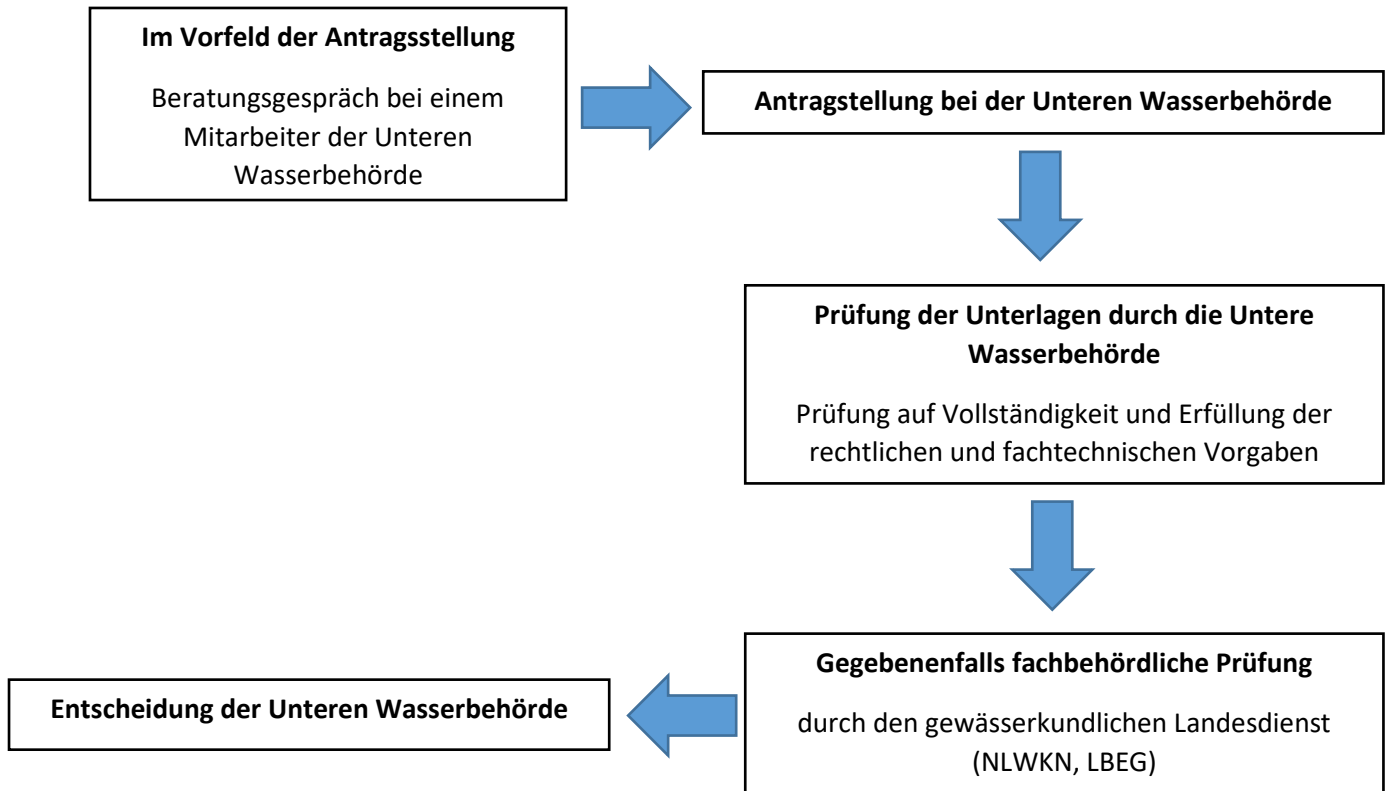 Im Vorfeld der Antragsstellung
Beratungsgespräch bei einem
Mitarbeiter der Unteren
Wasserbehörde
Antragstellung bei der Unteren Wasserbehörde
Prüfung der Unterlagen durch die Untere
Wasserbehörde
Prüfung auf Vollständigkeit und Erfüllung der
rechtlichen und fachtechnischen Vorgaben
Gegebenenfalls fachbehördliche Prüfung
durch den gewässerkundlichen Landesdienst
(NLWKN, LBEG)
Entscheidung der Unteren Wasserbehörde